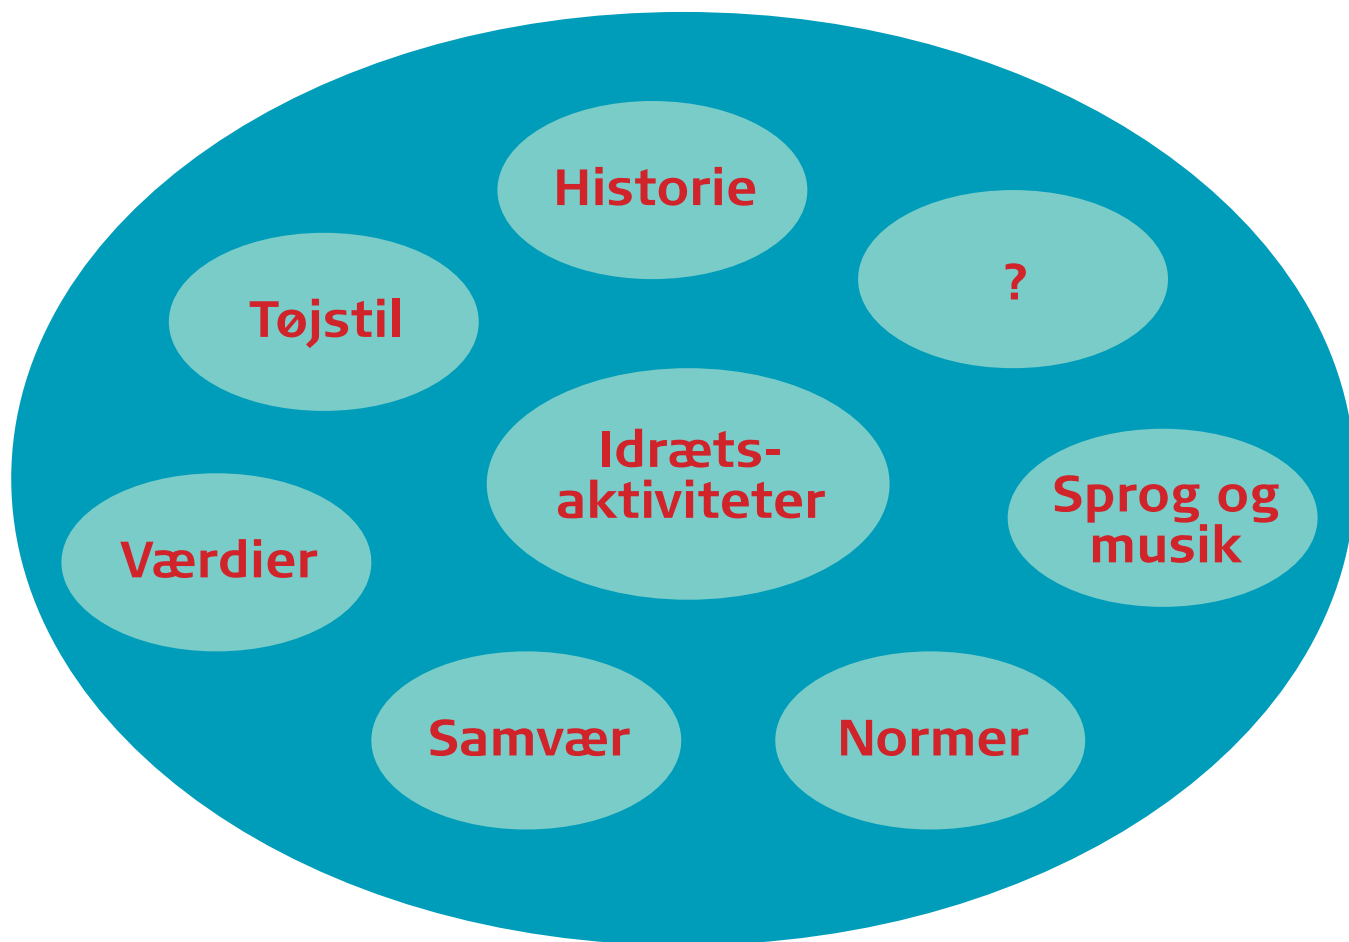 Historie
?
Tøjstil
Idræts-
aktiviteter
Sprog og
musik
Værdier
Samvær
Normer